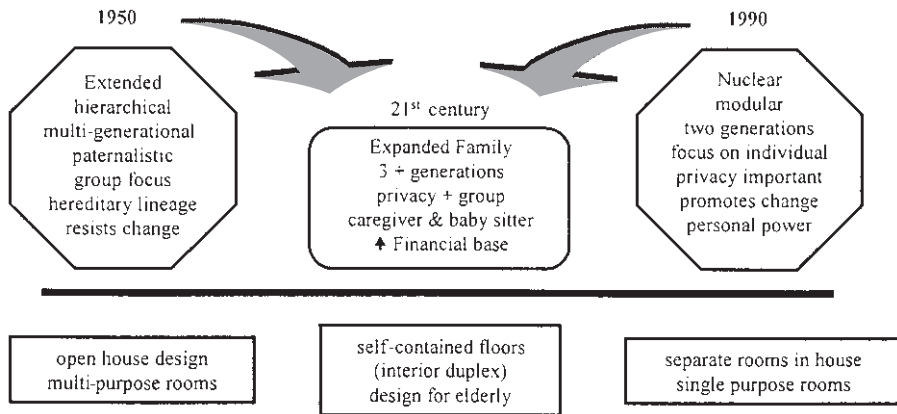 1950
1990
Extended
hierarchical
multi-generational
paternalistic
group focus
hereditary lineage
resists change
21st century
Expanded Family
3 + generations
privacy + group
caregiver & baby sitter
↑ Financial base
Nuclear
modular
two generations
focus on individual
privacy important
promotes change
personal power
open house design
multi-purpose rooms
self-contained floors
(interior duplex)
design for elderly
separate rooms in house
single purpose rooms